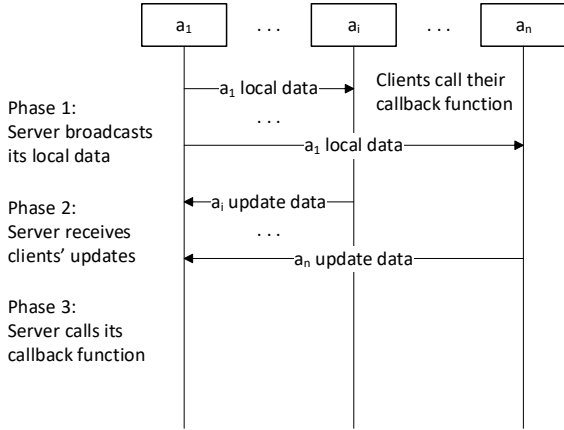 a₁ . . . aᵢ . . . aₙ
a₁ local data
Clients call their
callback function
Phase 1:
Server broadcasts
its local data
. . .
a₁ local data
Phase 2:
Server receives
clients’ updates
aᵢ update data
. . .
aₙ update data
Phase 3:
Server calls its
callback function